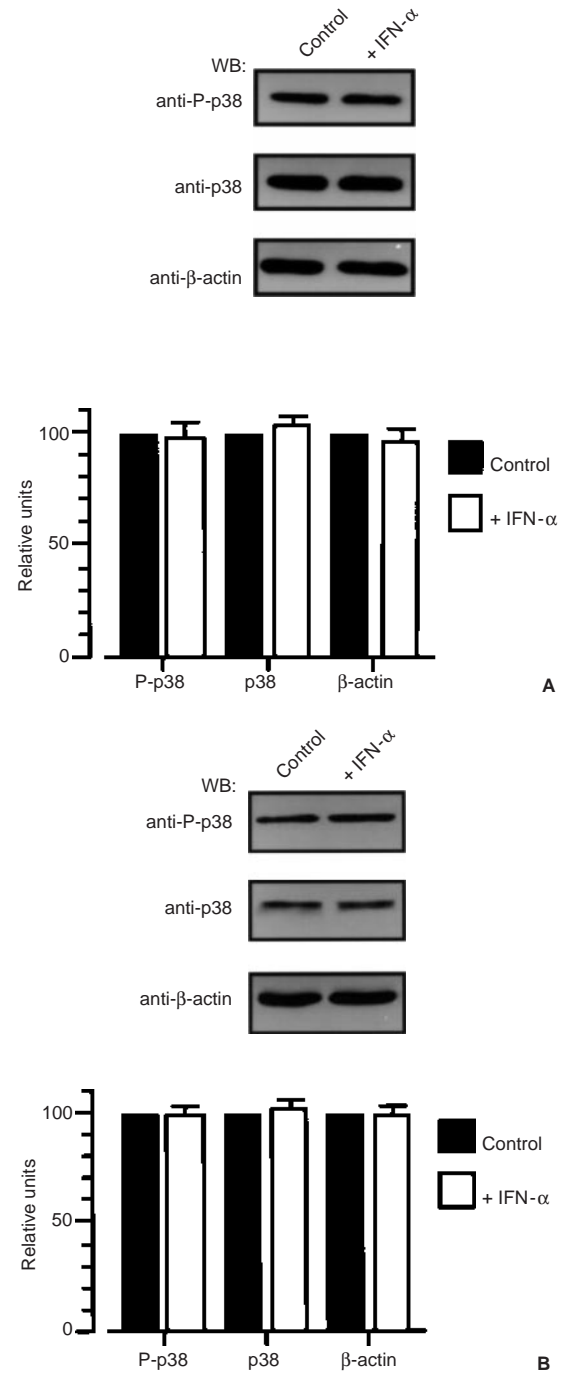 Control
+ IFN-α
WB:
anti-P-p38
anti-p38
anti-β-actin
Relative units
100
50
0
P-p38
p38
β-actin
Control
+ IFN-α
A
Control
+ IFN-α
WB:
anti-P-p38
anti-p38
anti-β-actin
Relative units
100
50
0
P-p38
p38
β-actin
Control
+ IFN-α
B